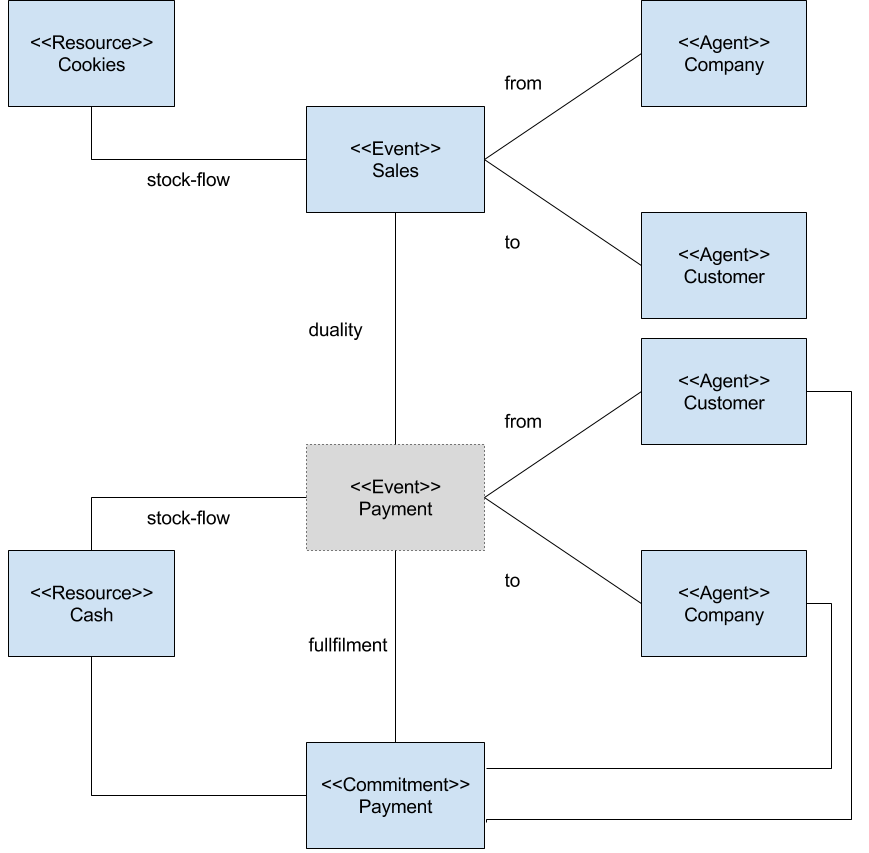 <<Resource>>
Cookies
<<Agent>>
Company
from
<<Event>>
Sales
stock-flow
to
<<Agent>>
Customer
duality
<<Agent>>
Customer
from
<<Event>>
Payment
stock-flow
to
<<Resource>>
Cash
<<Agent>>
Company
fullfilment
<<Commitment>>
Payment